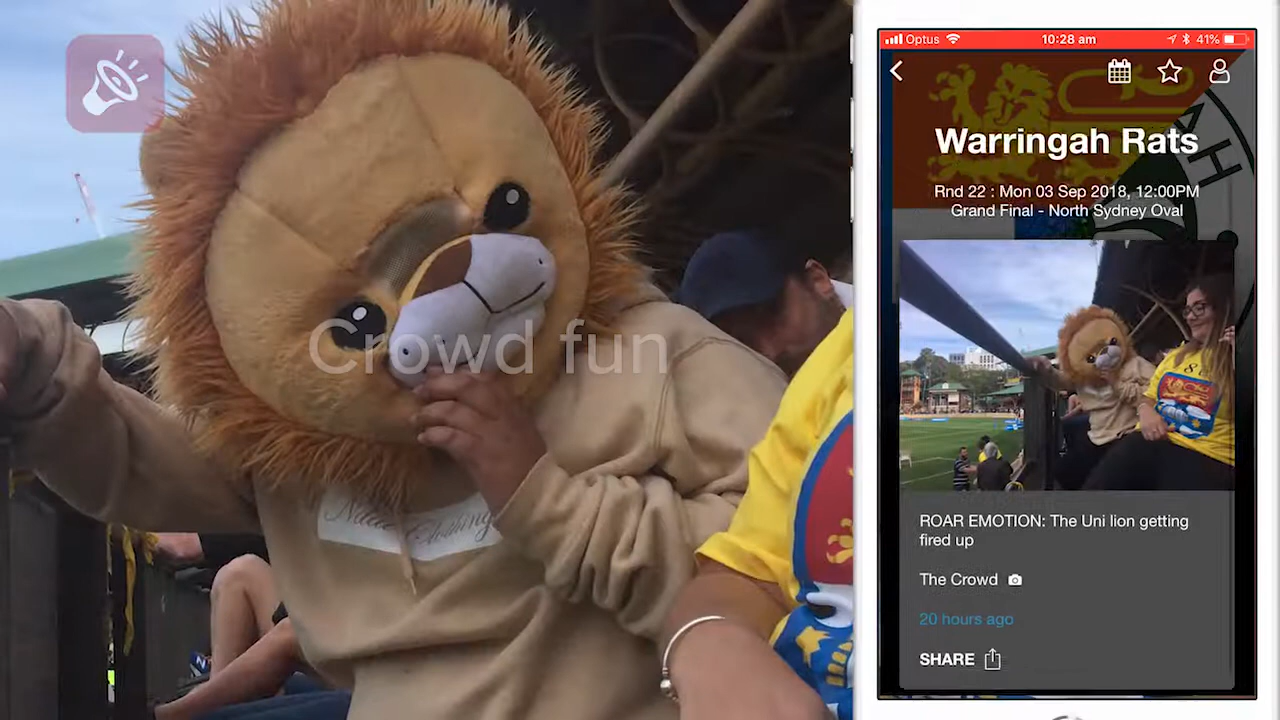 Crowd fun
Optus
10:28 am
41%
Warringah Rats
Rnd 22 : Mon 03 Sep 2018, 12:00PM
Grand Final - North Sydney Oval
ROAR EMOTION: The Uni lion getting
fired up
The Crowd
20 hours ago
SHARE